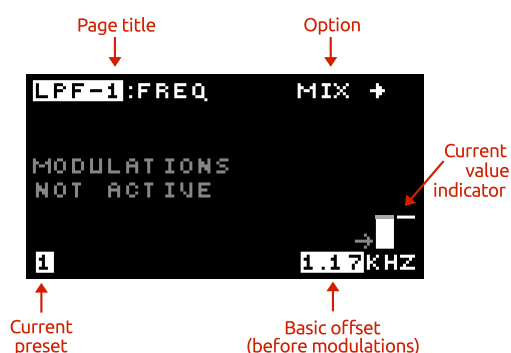 Page title
Option
LPF-1:FREQ
MIX →
MODULATIONS
NOT ACTIVE
Current
value
indicator
→
1
1.17KHZ
Current
preset
Basic offset
(before modulations)